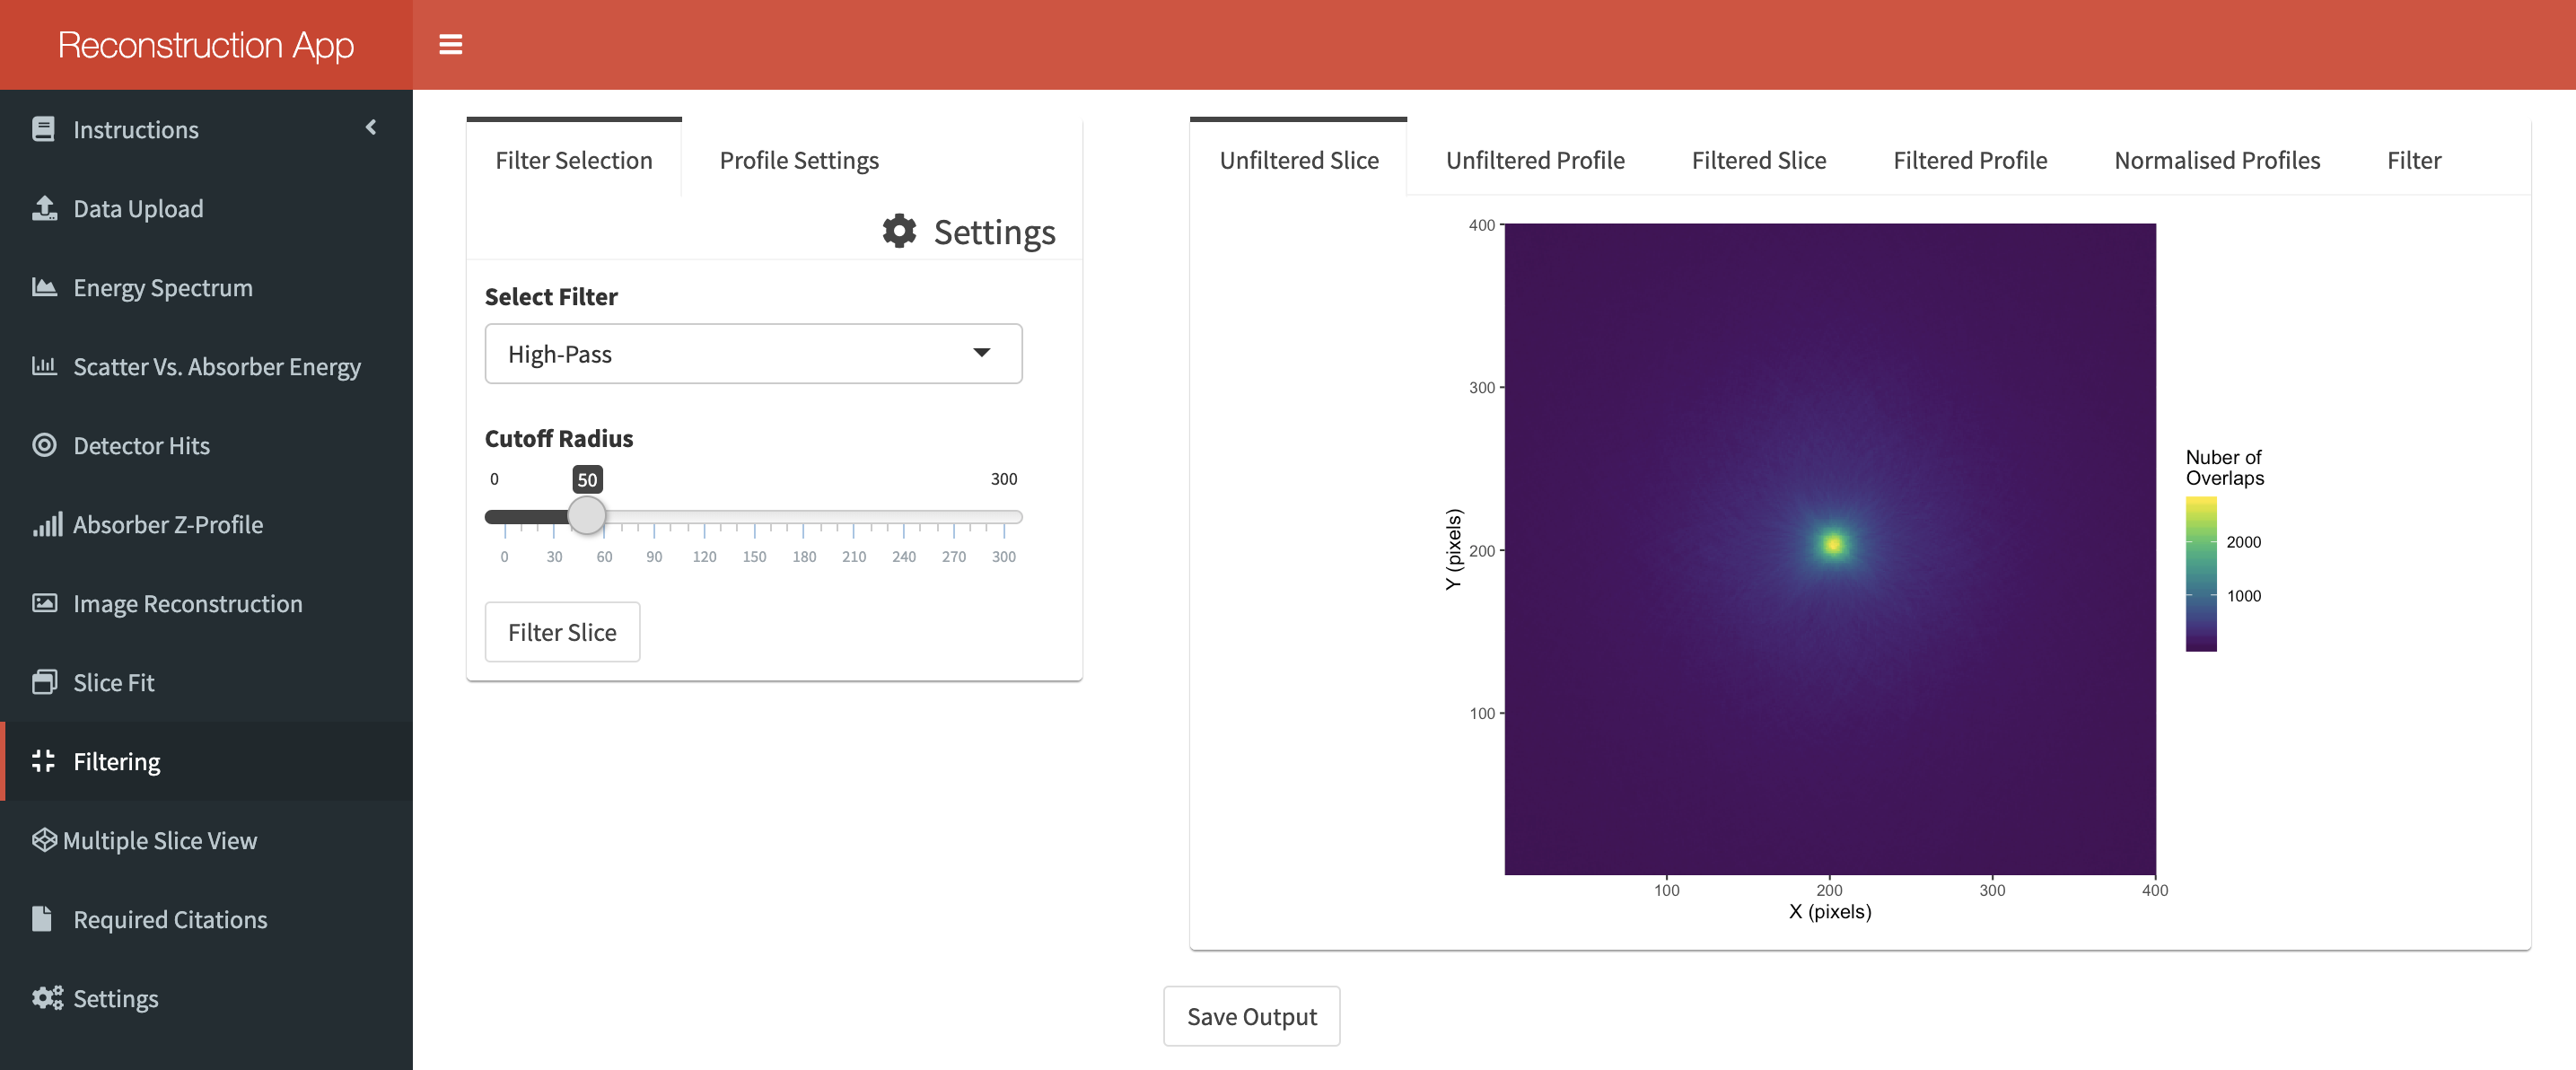 Reconstruction App
Instructions
Data Upload
Energy Spectrum
Scatter Vs. Absorber Energy
Detector Hits
Absorber Z-Profile
Image Reconstruction
Slice Fit
Filtering
Multiple Slice View
Required Citations
Settings
Filter Selection Profile Settings
Settings
Select Filter
High-Pass
Cutoff Radius
0 50 300
0 30 60 90 120 150 180 210 240 270 300
Filter Slice
Unfiltered Slice Unfiltered Profile Filtered Slice Filtered Profile Normalised Profiles Filter
400
300
200
100
Y (pixels)
100 200 300 400
X (pixels)
Nuber of
Overlaps
2000
1000
Save Output